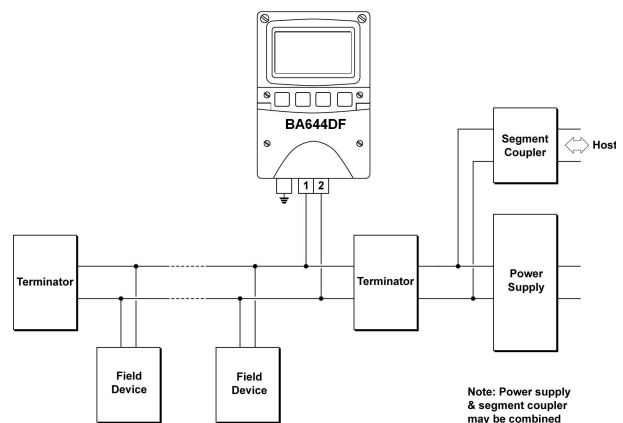 BA644DF
1 2
Segment
Coupler
Host
Terminator
Terminator
Power
Supply
Field
Device
Field
Device
Note: Power supply
& segment coupler
may be combined